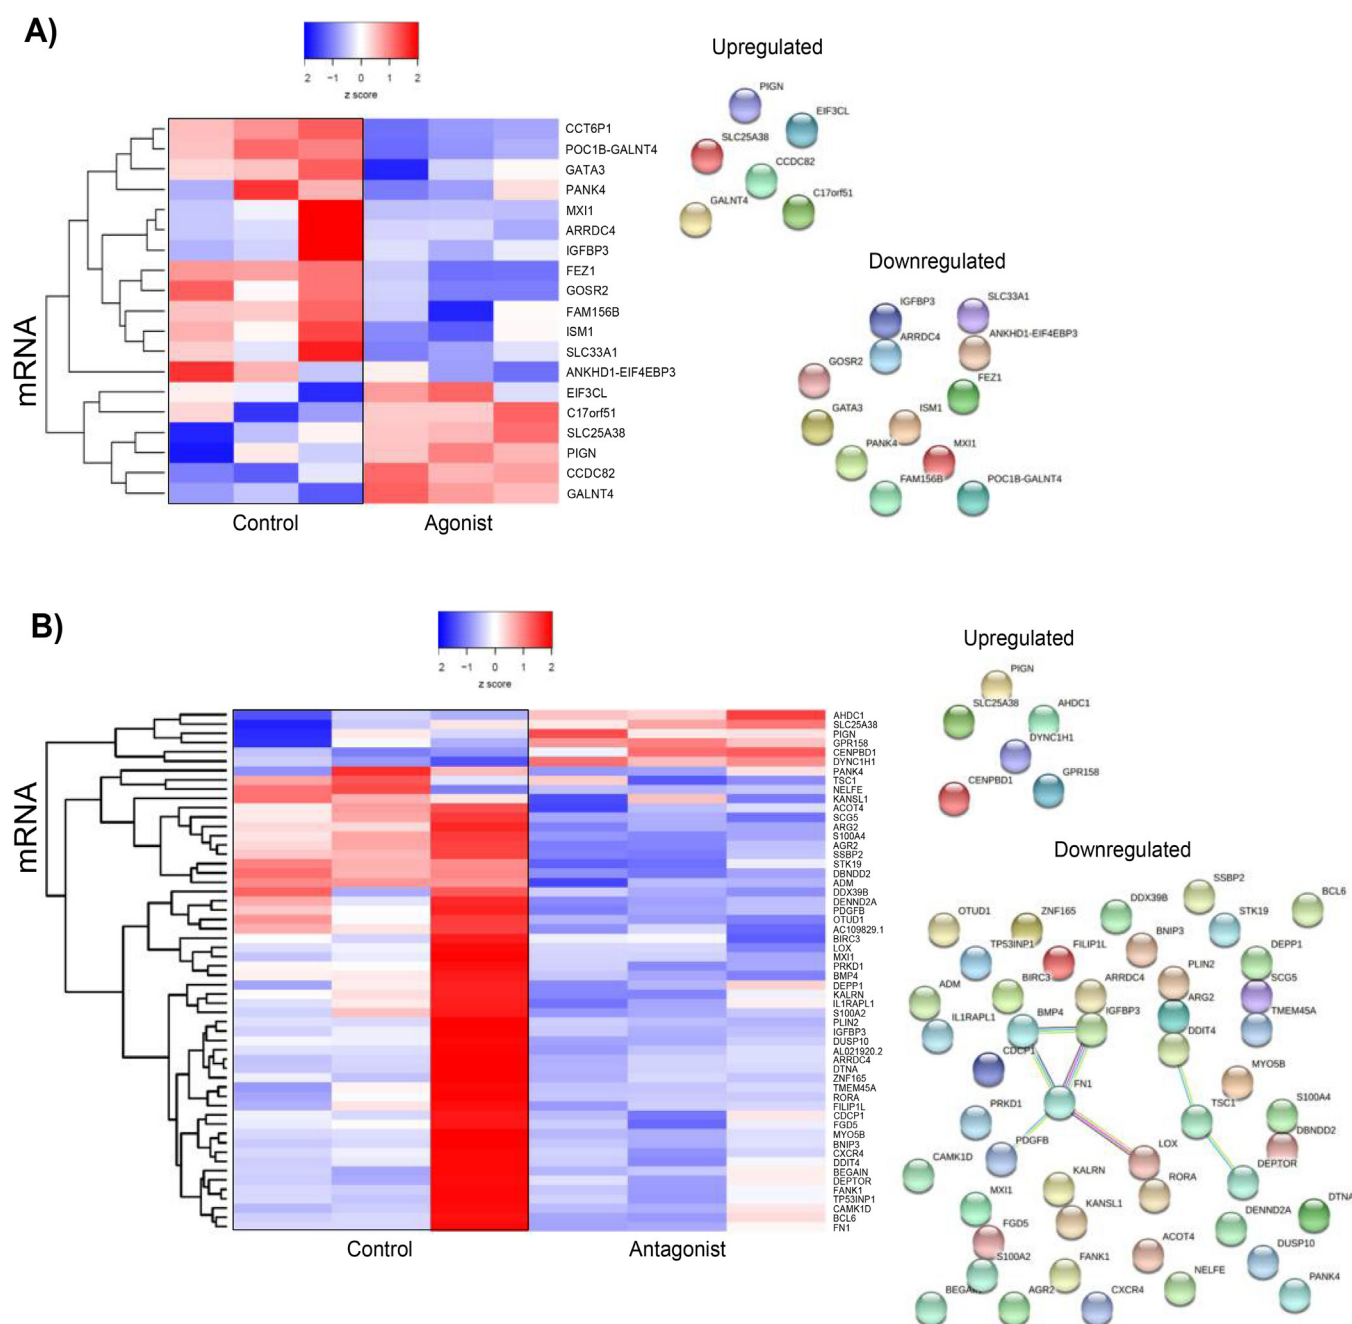 A)
2 −1 0 1 2
z score
mRNA
CCT6P1
POC1B-GALNT4
GATA3
PANK4
MXI1
ARRDC4
IGFBP3
FEZ1
GOSR2
FAM156B
ISM1
SLC33A1
ANKHD1-EIF4EBP3
EIF3CL
C17orf51
SLC25A38
PIGN
CCDC82
GALNT4
Control Agonist
Upregulated
PIGN
EIF3CL
SLC25A38
CCDC82
C17orf51
GALNT4
Downregulated
IGFBP3
SLC33A1
ARRDC4
ANKHD1-EIF4EBP3
GOSR2
FEZ1
GATA3
ISM1
PANK4
MXI1
FAM156B
POC1B-GALNT4
B)
2 −1 0 1 2
z score
mRNA
AHDC1
SLC25A38
PIGN
GPR158
CENPBD1
DYNC1H1
PANK4
TSC1
NELFE
KANSL1
ACOT4
SCG5
ARG2
S100A4
AGR2
SSBP2
STK19
DBNDD2
ADM
DDX39B
DENND2A
PDGFB
OTUD1
AC109829.1
BIRC3
LOX
MXI1
PRKD1
BMP4
DEPP1
KALRN
IL1RAPL1
S100A2
PLIN2
IGFBP3
DUSP10
AL021920.2
ARRDC4
DTNA
ZNF165
TMEM45A
RORA
FILIP1L
CDCP1
FGD5
MYO5B
BNIP3
CXCR4
DDIT4
BEGAIN
DEPTOR
FANK1
TP53INP1
CAMK1D
BCL6
FN1
Control Antagonist
Upregulated
PIGN
SLC25A38
AHDC1
DYNC1H1
CENPBD1
GPR158
Downregulated
SSBP2
BCL6
DDX39B
OTUD1
ZNF165
STK19
BNIP3
TP53INP1
FILIP1L
DEPP1
PLIN2
BIRC3
ARRDC4
SCG5
ADM
ARG2
IL1RAPL1
BMP4
IGFBP3
TMEM45A
DDIT4
CDCP1
MYO5B
FN1
PRKD1
TSC1
S100A4
DBNDD2
PDGFB
LOX
CAMK1D
KALRN
RORA
DEPTOR
MXI1
KANSL1
DENND2A
DTNA
FGD5
ACOT4
DUSP10
S100A2
FANK1
NELFE
PANK4
BEGAIN
AGR2
CXCR4